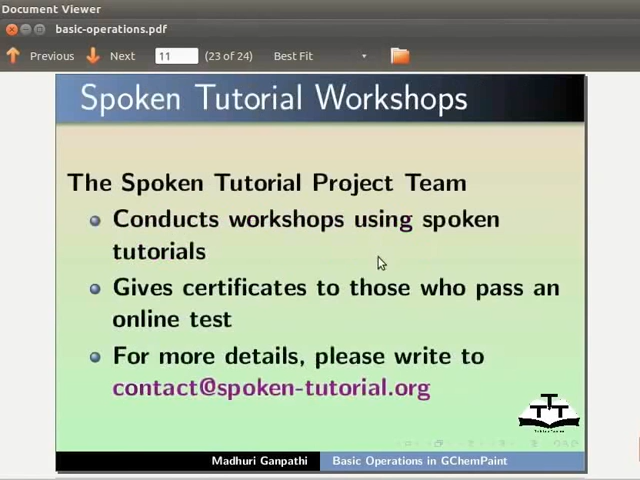 Document Viewer
basic-operations.pdf
Previous Next 11 (23 of 24) Best Fit
Spoken Tutorial Workshops
The Spoken Tutorial Project Team
Conducts workshops using spoken
tutorials
Gives certificates to those who pass an
online test
For more details, please write to
contact@spoken-tutorial.org
Madhuri Ganpathi Basic Operations in GChemPaint